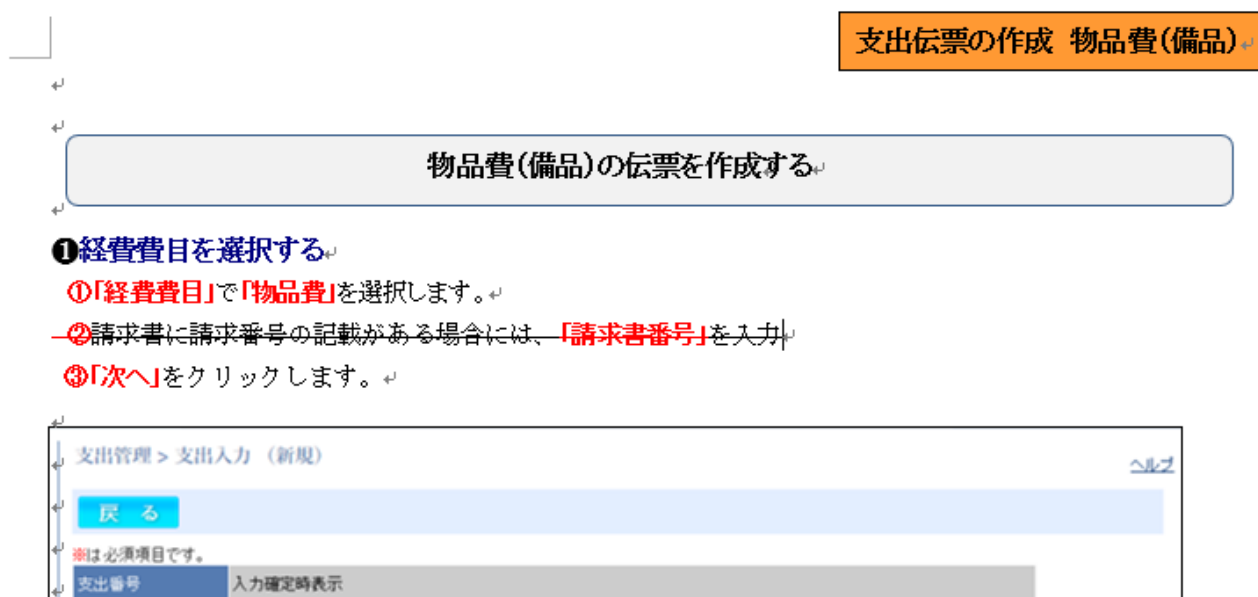 支出伝票の作成 物品費(備品)
物品費(備品)の伝票を作成する
❶経費費目を選択する
①「経費費目」で「物品費」を選択します。
②請求書に請求番号の記載がある場合には、「請求書番号」を入力
③「次へ」をクリックします。
支出管理 > 支出入力 (新規)
ヘルプ
戻 る
※は必須項目です。
支出番号 入力確定時表示